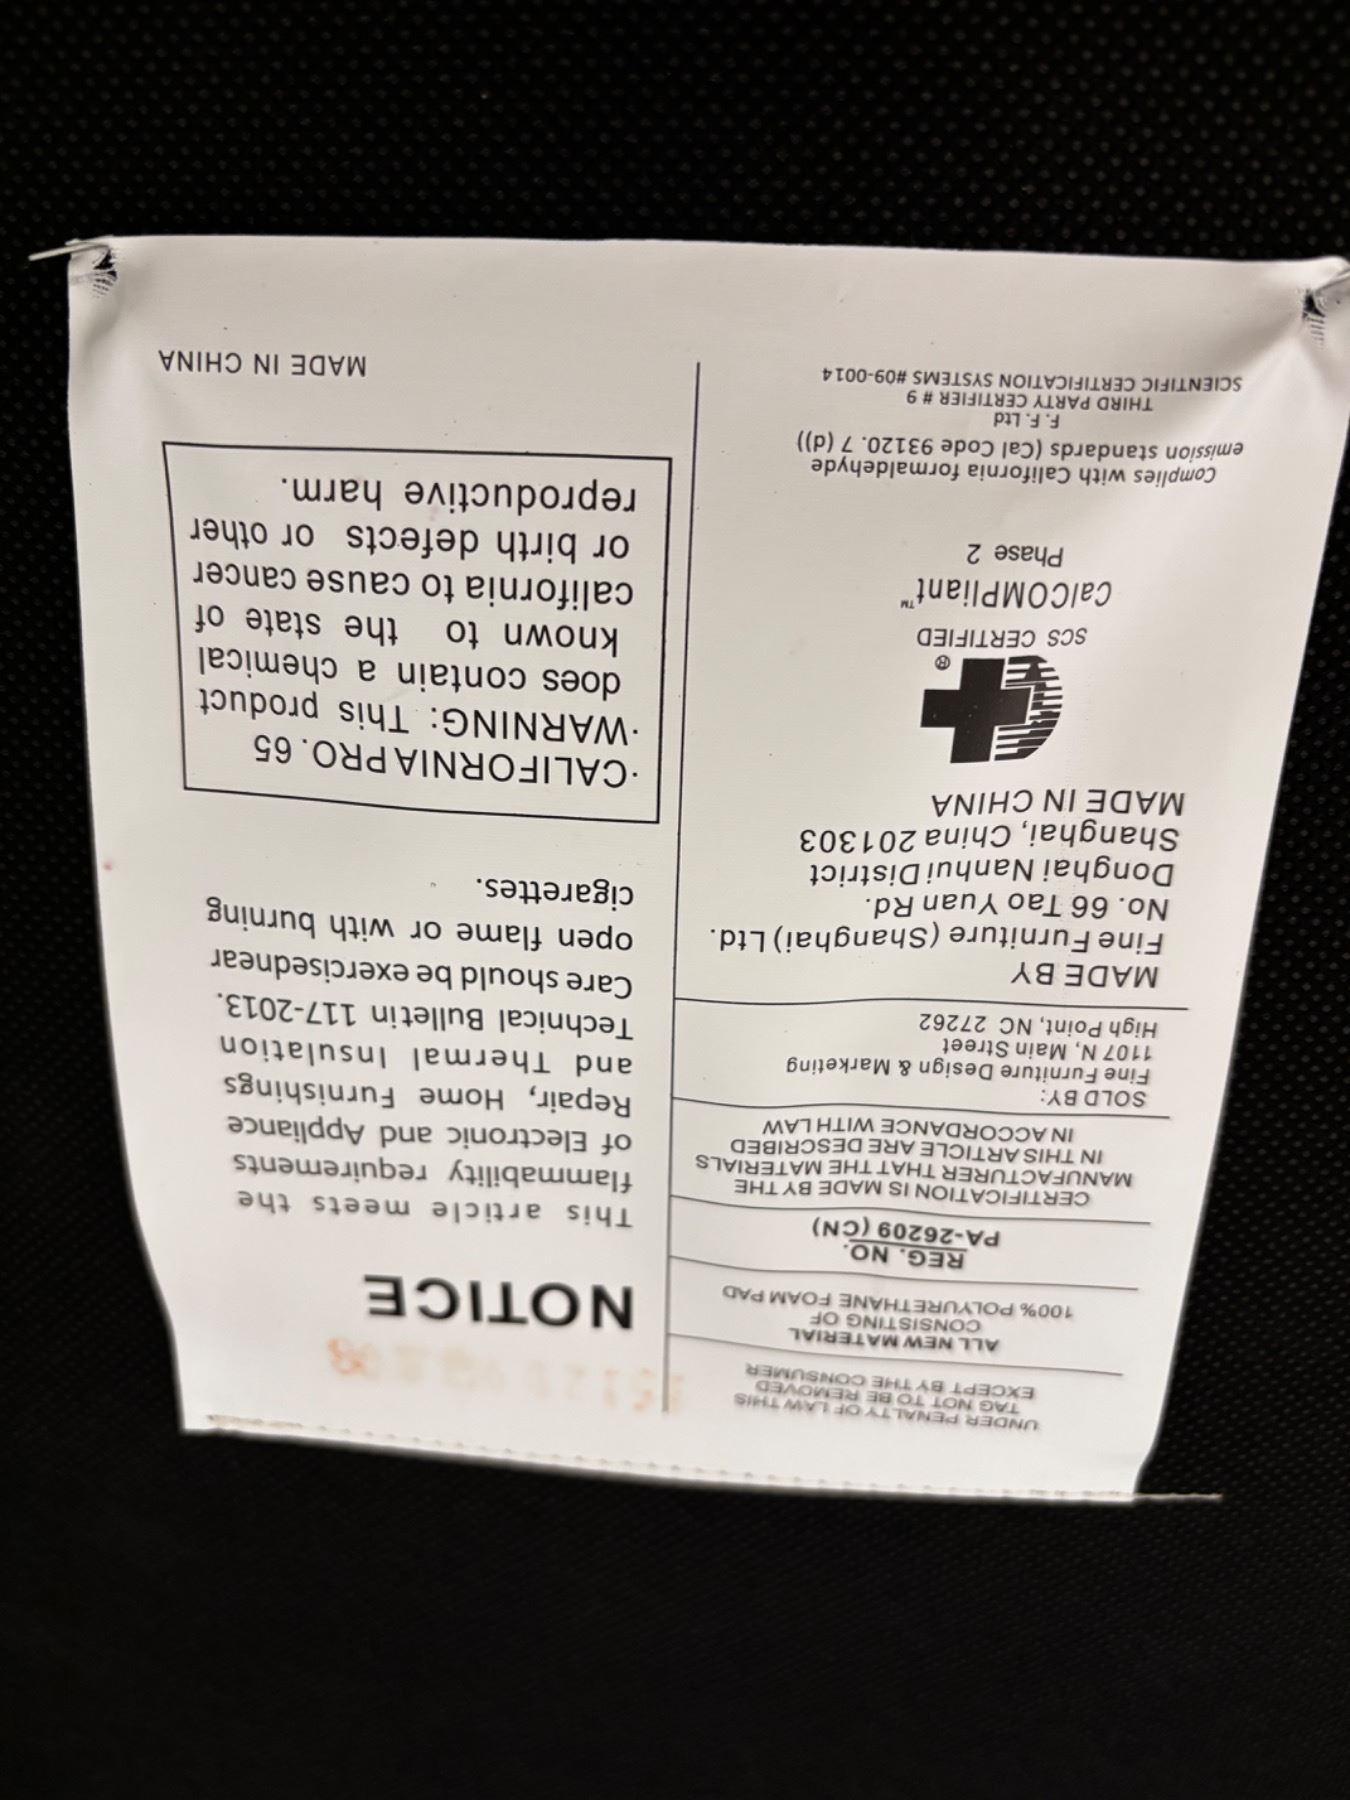 UNDER PENALTY OF LAW THIS
TAG NOT TO BE REMOVED
EXCEPT BY THE CONSUMER
ALL NEW MATERIAL
CONSISTING OF
100% POLYURETHANE FOAM PAD
REG. NO.
PA-26209 (CN)
CERTIFICATION IS MADE BY THE
MANUFACTURER THAT THE MATERIALS
IN THIS ARTICLE ARE DESCRIBED
IN ACCORDANCE WITH LAW
SOLD BY:
Fine Furniture Design & Marketing
1107 N, Main Street
High Point, NC 27262
MADE BY
Fine Furniture (Shanghai) Ltd.
No. 66 Tao Yuan Rd.
Donghai Nanhui District
Shanghai, China 201303
MADE IN CHINA
®
SCS CERTIFIED
CalCOMPliant™
Phase 2
Complies with California formaldehyde
emission standards (Cal Code 93120. 7 (d))
F. F. Ltd
THIRD PARTY CERTIFIER # 9
SCIENTIFIC CERTIFICATION SYSTEMS #09-0014
NOTICE
This article meets the
flammability requirements
of Electronic and Appliance
Repair, Home Furnishings
and Thermal Insulation
Technical Bulletin 117-2013.
Care should be exercisednear
open flame or with burning
cigarettes.
·CALIFORNIA PRO. 65
·WARNING: This product
does contain a chemical
known to the state of
california to cause cancer
or birth defects or other
reproductive harm.
MADE IN CHINA